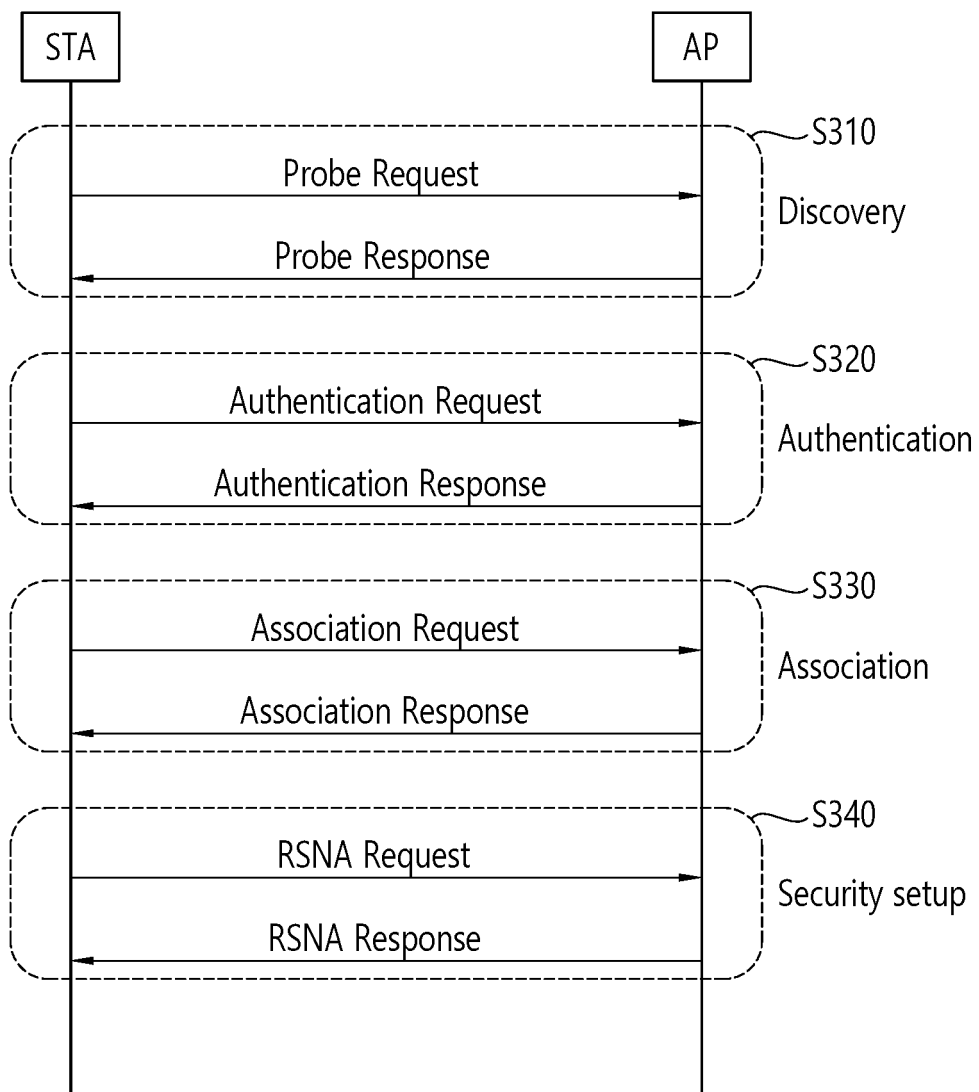 STA
AP
S310
Probe Request
Discovery
Probe Response
S320
Authentication Request
Authentication
Authentication Response
S330
Association Request
Association
Association Response
S340
RSNA Request
Security setup
RSNA Response